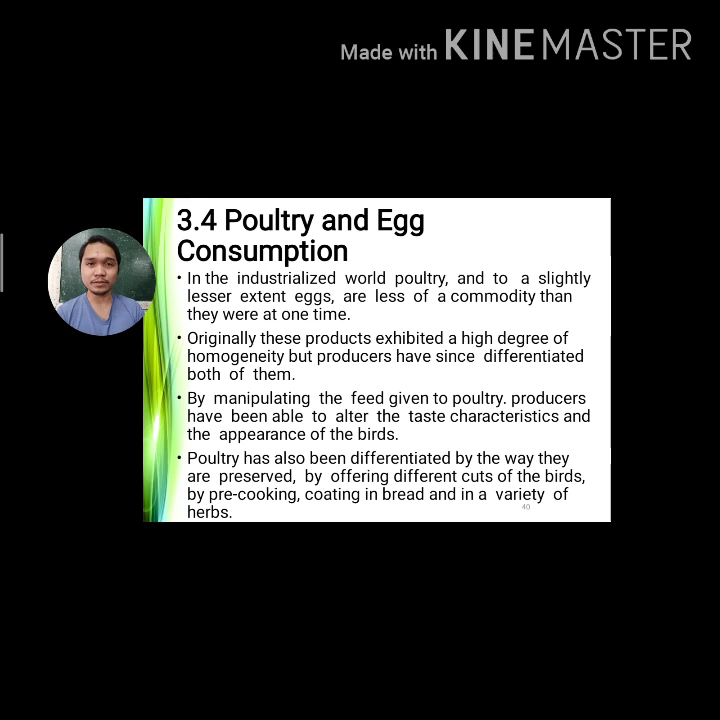 Made with KINEMASTER
3.4 Poultry and Egg
Consumption
• In the industrialized world poultry, and to a slightly
lesser extent eggs, are less of a commodity than
they were at one time.
• Originally these products exhibited a high degree of
homogeneity but producers have since differentiated
both of them.
• By manipulating the feed given to poultry. producers
have been able to alter the taste characteristics and
the appearance of the birds.
• Poultry has also been differentiated by the way they
are preserved, by offering different cuts of the birds,
by pre-cooking, coating in bread and in a variety of
herbs.
40